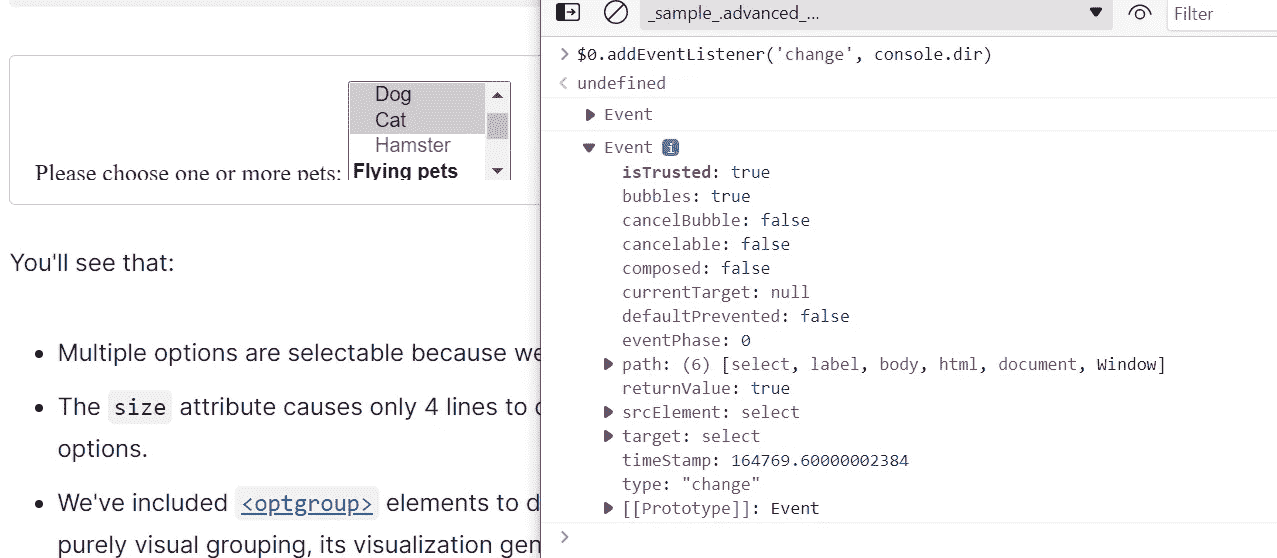 Dog
Cat
Hamster
Please choose one or more pets: Flying pets
You'll see that:
Multiple options are selectable because we
The size attribute causes only 4 lines to
options.
We've included <optgroup> elements to
purely visual grouping, its visualization gen
_sample_.advanced_...
Filter
$0.addEventListener('change', console.dir)
undefined
Event
Event i
isTrusted: true
bubbles: true
cancelBubble: false
cancelable: false
composed: false
currentTarget: null
defaultPrevented: false
eventPhase: 0
path: (6) [select, label, body, html, document, Window]
returnValue: true
srcElement: select
target: select
timeStamp: 164769.60000002384
type: "change"
[[Prototype]]: Event